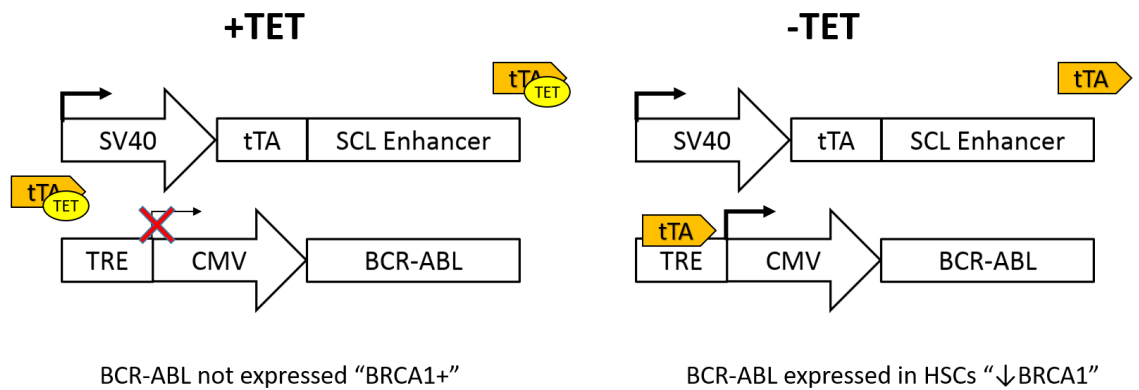 +TET
-TET
tTA
TET
tTA
SV40
tTA
SCL Enhancer
SV40
tTA
SCL Enhancer
tTA
TET
tTA
TRE
CMV
BCR-ABL
TRE
CMV
BCR-ABL
BCR-ABL not expressed “BRCA1+”
BCR-ABL expressed in HSCs “↓BRCA1”